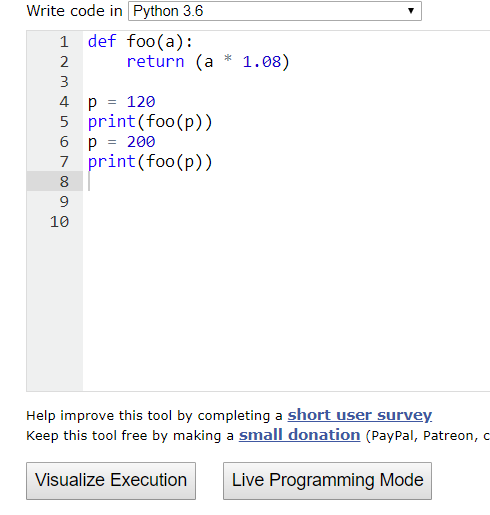 Write code in Python 3.6
1 def foo(a):
2     return (a * 1.08)
3
4 p = 120
5 print(foo(p))
6 p = 200
7 print(foo(p))
8
9
10
Help improve this tool by completing a short user survey
Keep this tool free by making a small donation (PayPal, Patreon, c
Visualize Execution Live Programming Mode